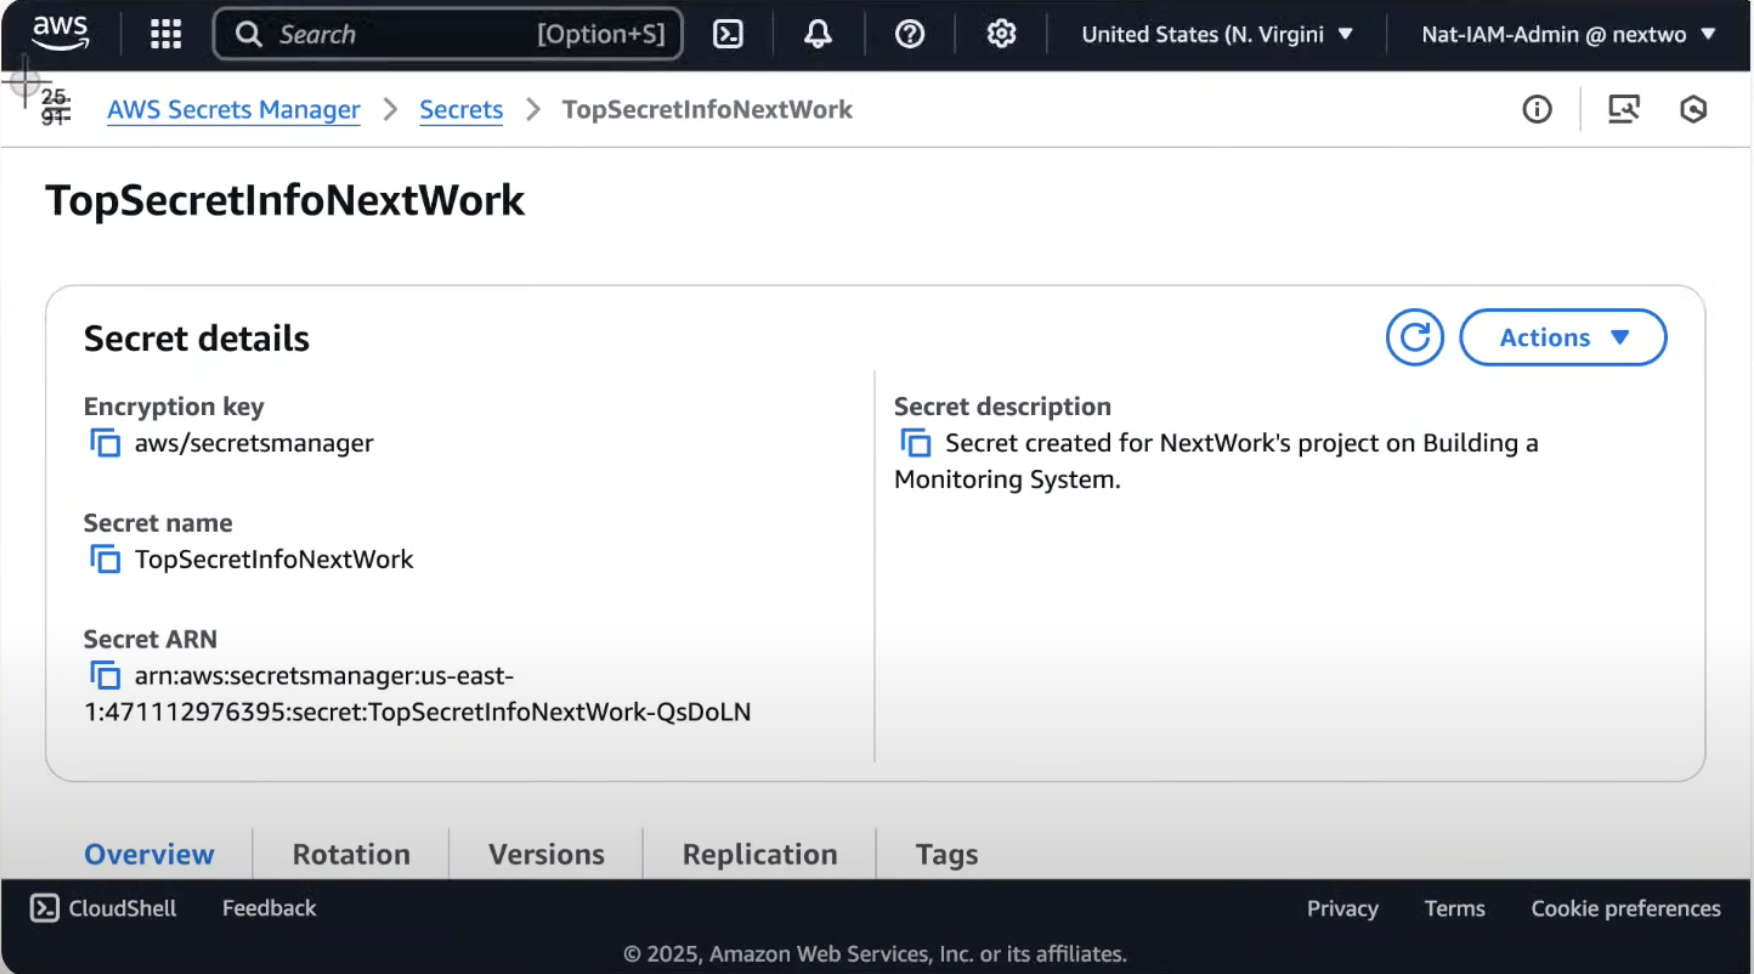 aws Search [Option+S] United States (N. Virgini Nat-IAM-Admin @ nextwo
25
91
AWS Secrets Manager Secrets TopSecretInfoNextWork
TopSecretInfoNextWork
Secret details
Actions
Encryption key
aws/secretsmanager
Secret name
TopSecretInfoNextWork
Secret ARN
arn:aws:secretsmanager:us-east-
1:471112976395:secret:TopSecretInfoNextWork-QsDoLN
Secret description
Secret created for NextWork's project on Building a
Monitoring System.
Overview Rotation Versions Replication Tags
CloudShell Feedback Privacy Terms Cookie preferences
© 2025, Amazon Web Services, Inc. or its affiliates.